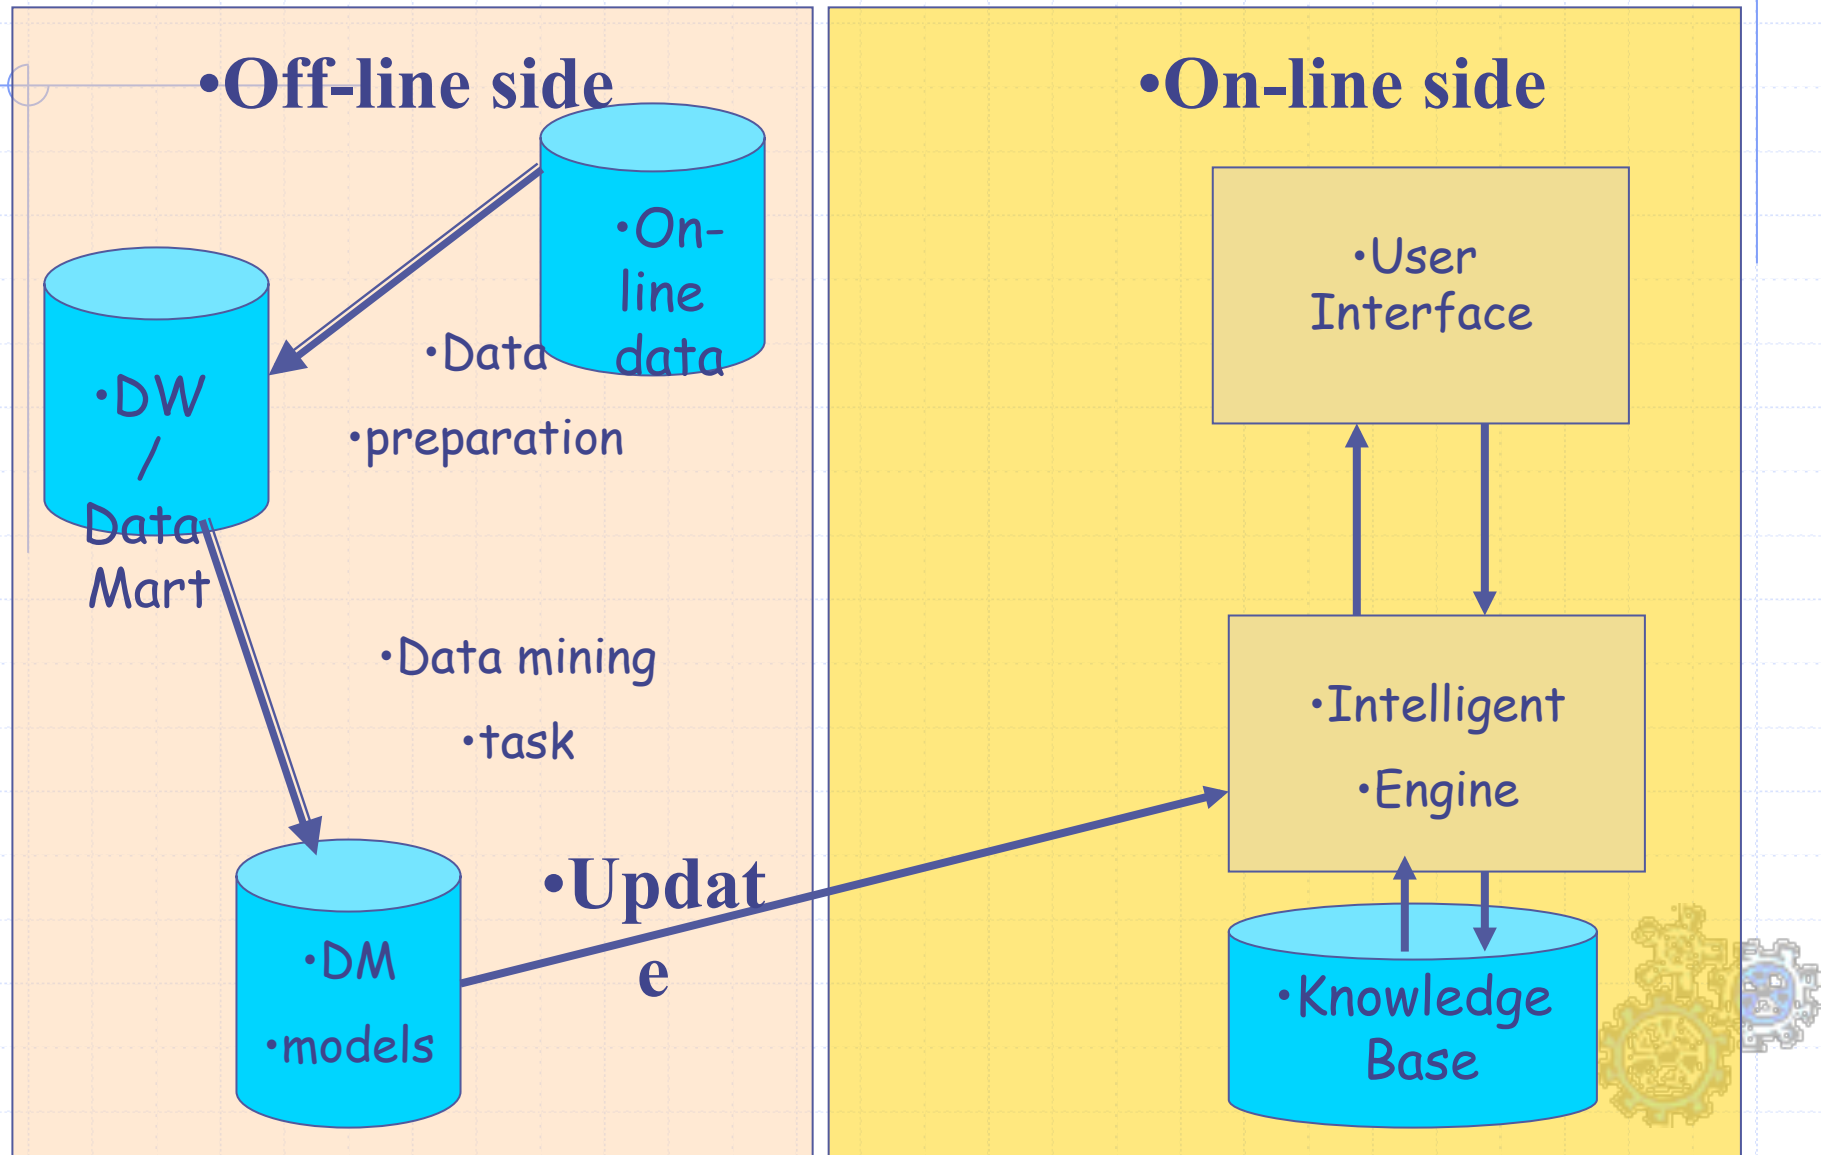 •Off-line side
•On-
line
data
•DW
/
Data
Mart
•Data
•preparation
•Data mining
•task
•DM
•models
•Updat
e
•On-line side
•User
Interface
•Intelligent
•Engine
•Knowledge
Base